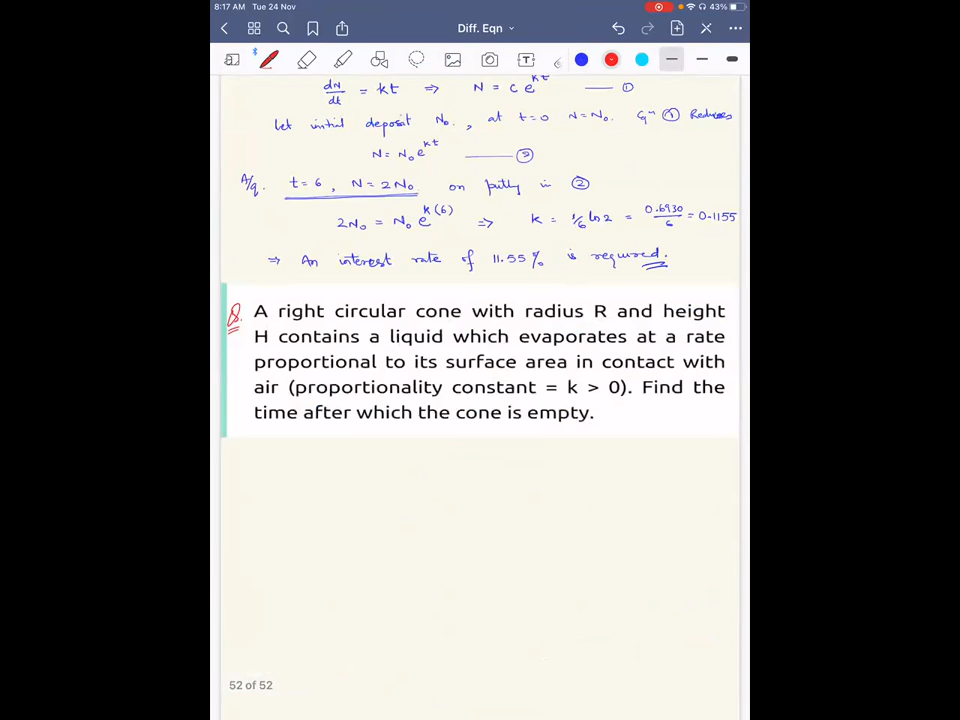 8:17 AM Tue 24 Nov 43%
Diff. Eqn
dN/dt = kt ⇒ N = C e^kt —— ①
Let initial deposit N₀ , at t=0 N=N₀. Eqⁿ ① Reduces
N = N₀ e^kt —— ②
A/q. t=6 , N = 2N₀ on putting in ②
2N₀ = N₀ e^k(6) ⇒ k = 1/6 ln 2 = 0.6930/6 = 0.1155
⇒ An interest rate of 11.55% is required.
Q. A right circular cone with radius R and height
H contains a liquid which evaporates at a rate
proportional to its surface area in contact with
air (proportionality constant = k > 0). Find the
time after which the cone is empty.
52 of 52